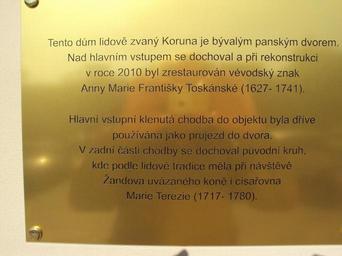 Tento dům lidově zvaný Koruna je bývalým panským dvorem.
Nad hlavním vstupem se dochoval a při rekonstrukci
v roce 2010 byl zrestaurován vévodský znak
Anny Marie Františky Toskánské (1627- 1741).
Hlavní vstupní klenutá chodba do objektu byla dříve
používána jako průjezd do dvora.
V zadní části chodby se dochoval původní kruh,
kde podle lidové tradice měla při návštěvě
Žandova uvázaného koně i císařovna
Marie Terezie (1717- 1780).